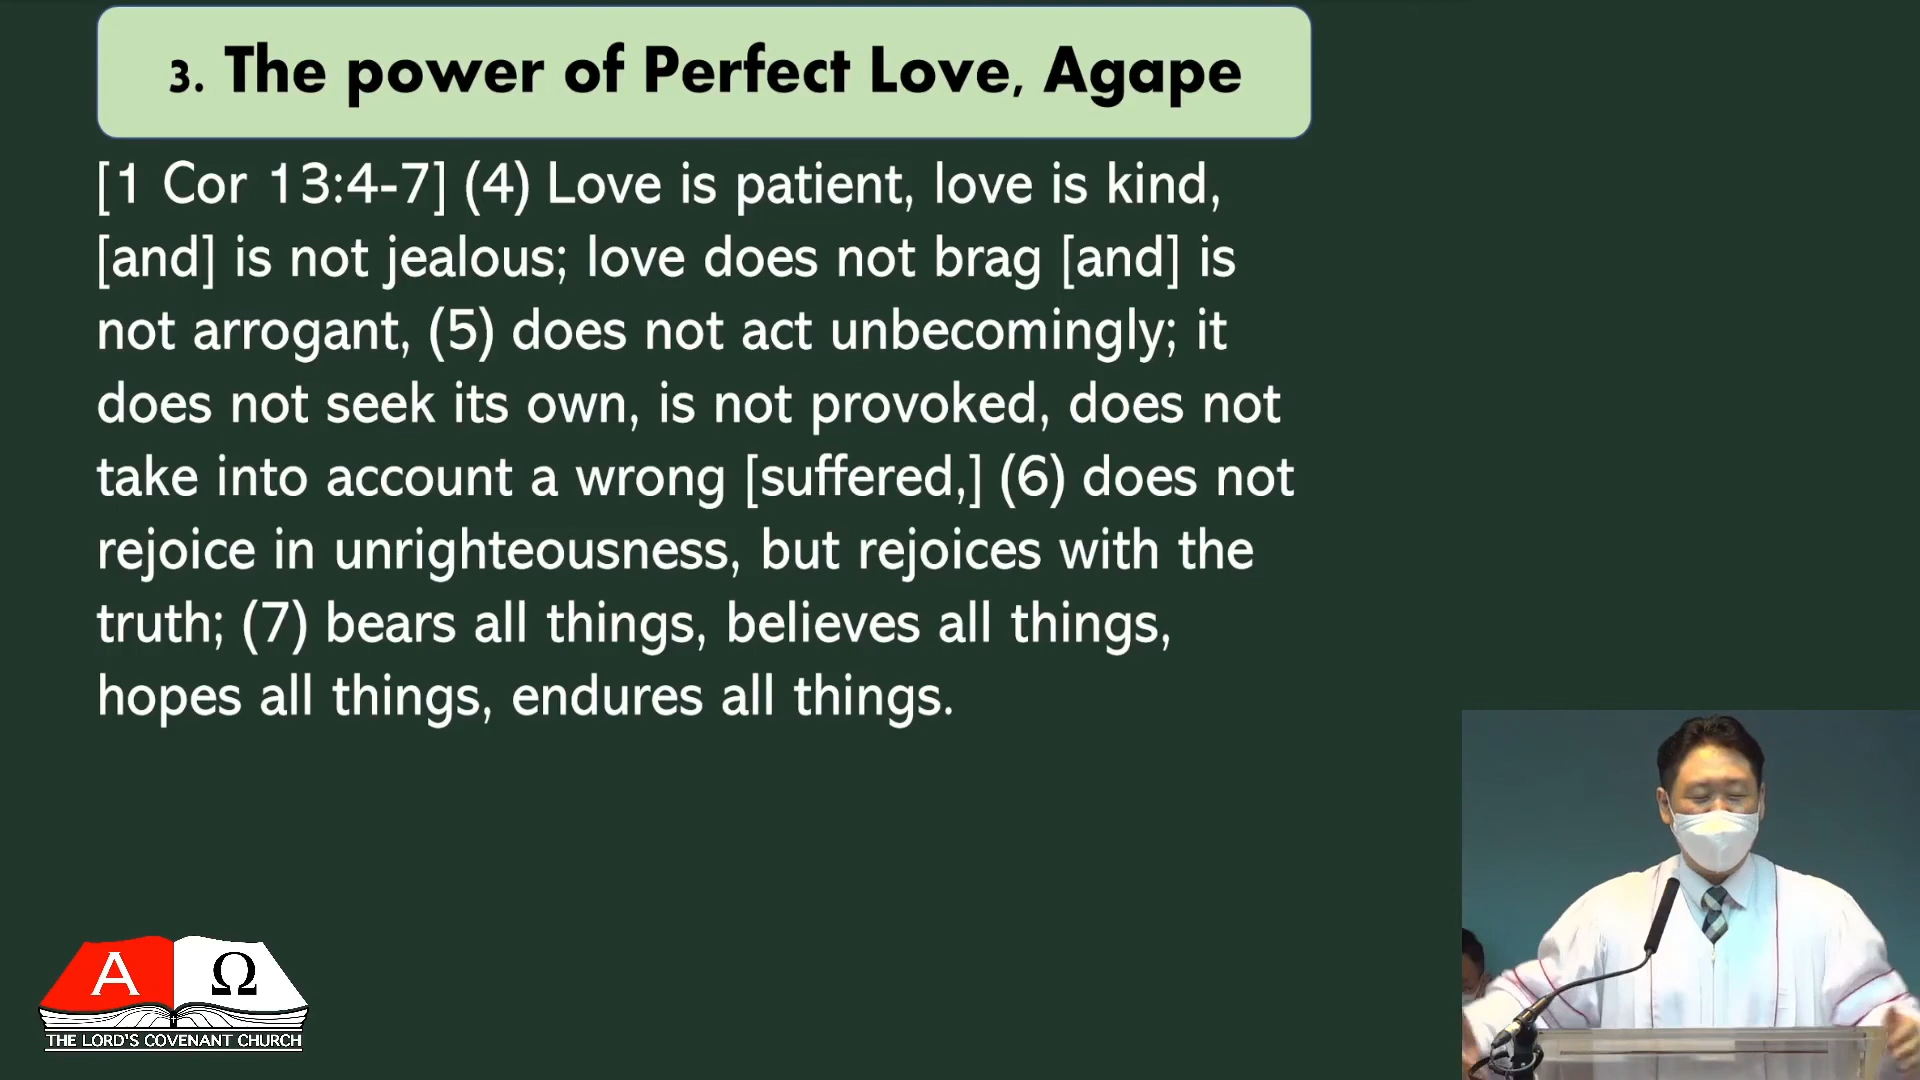 3. The power of Perfect Love, Agape
[1 Cor 13:4-7] (4) Love is patient, love is kind,
[and] is not jealous; love does not brag [and] is
not arrogant, (5) does not act unbecomingly; it
does not seek its own, is not provoked, does not
take into account a wrong [suffered,] (6) does not
rejoice in unrighteousness, but rejoices with the
truth; (7) bears all things, believes all things,
hopes all things, endures all things.
Α Ω
THE LORD'S COVENANT CHURCH